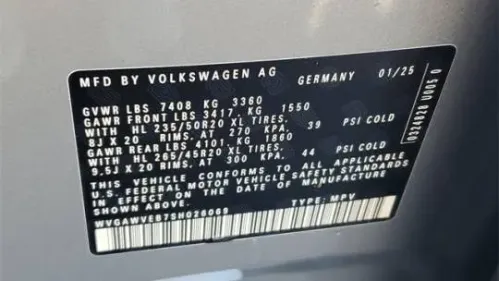 MFD BY VOLKSWAGEN AG GERMANY 01/25
GVWR LBS 7408 KG 3360
GAWR FRONT LBS 3417 KG 1550
WITH HL 235/50R20 XL TIRES.
8J X 20 RIMS. AT 270 KPA. 39 PSI COLD
GAWR REAR LBS 4101 KG 1860
WITH HL 265/45R20 XL TIRES.
9.5J X 20 RIMS. AT 300 KPA. 44 PSI COLD
THIS VEHICLE CONFORMS TO ALL APPLICABLE
U.S. FEDERAL MOTOR VEHICLE SAFETY STANDARDS
IN EFFECT ON THE DATE OF MANUFACTURE
SHOWN ABOVE.
TYPE: MPV